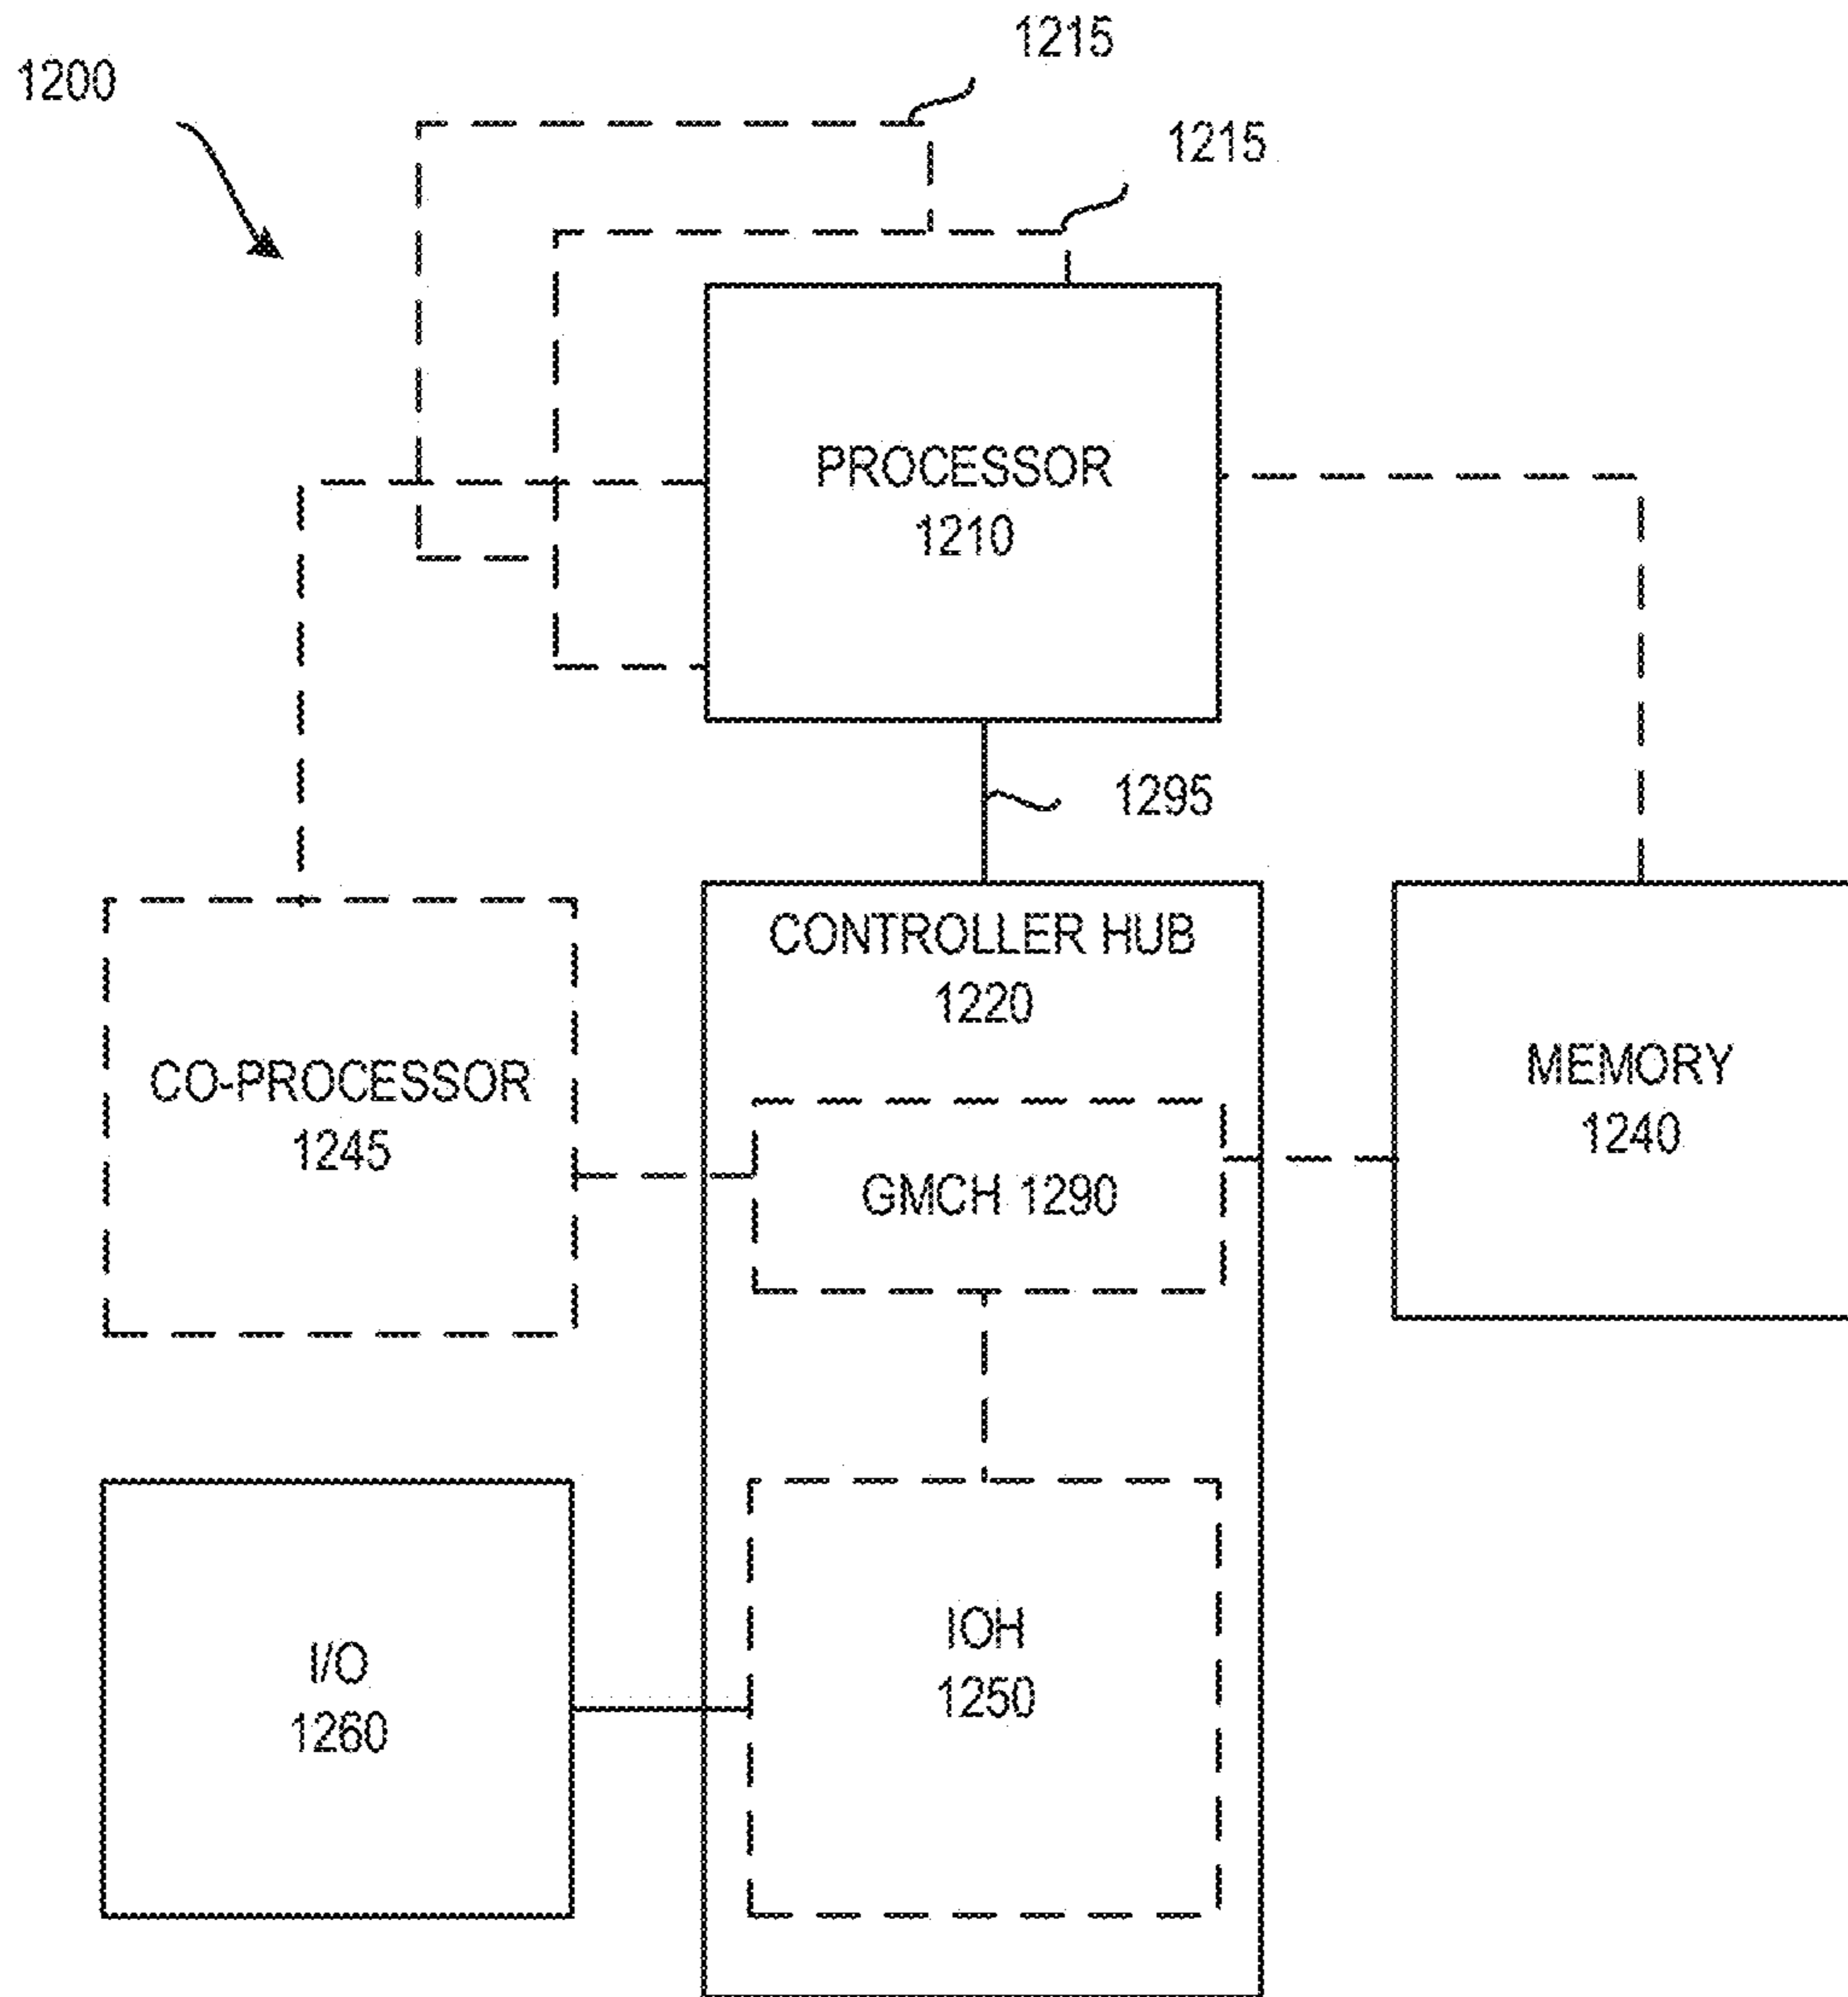 1215
1200
1215
PROCESSOR
1210
1295
CONTROLLER HUB
1220
CO-PROCESSOR
1245
MEMORY
1240
GMCH 1290
IOH
1250
I/O
1260